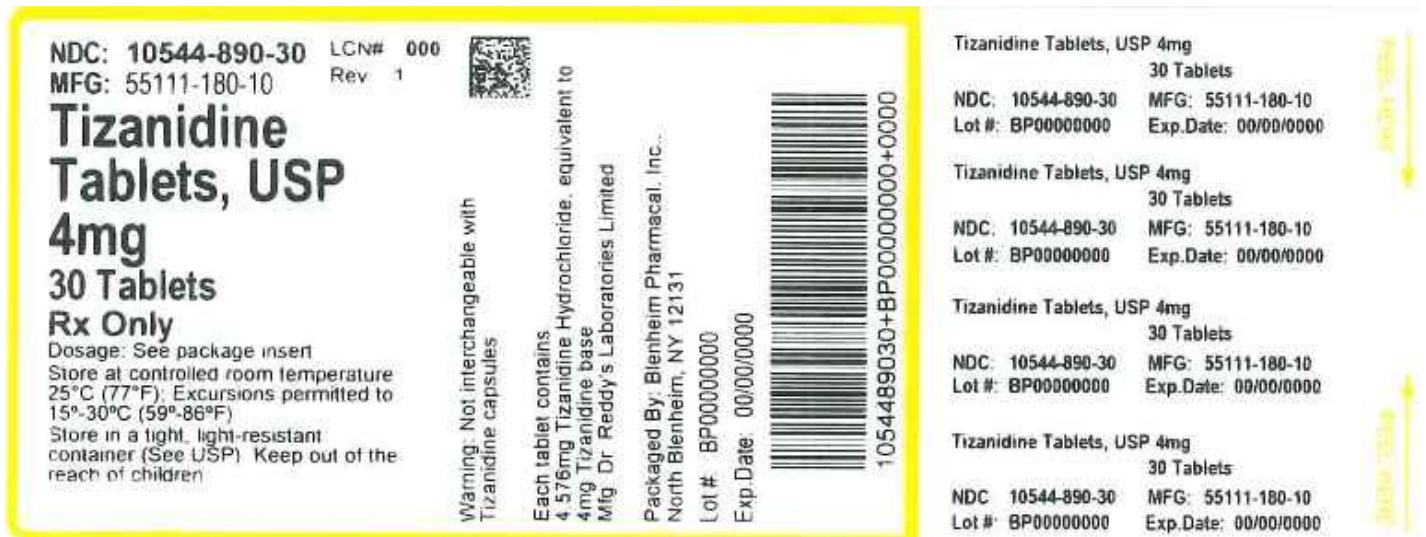 NDC: 10544-890-30
LCN# 000
MFG: 55111-180-10
Rev 1
Tizanidine
Tablets, USP
4mg
30 Tablets
Rx Only
Dosage: See package insert
Store at controlled room temperature
25°C (77°F); Excursions permitted to
15°-30°C (59°-86°F)
Store in a tight, light-resistant
container (See USP) Keep out of the
reach of children
Warning: Not interchangeable with
Tizanidine capsules
Each tablet contains
4.576mg Tizanidine Hydrochloride. equivalent to
4mg Tizanidine base
Mfg Dr Reddy's Laboratories Limited
Packaged By: Blenheim Pharmacal. Inc..
North Blenheim, NY 12131
Lot #: BP00000000
Exp.Date: 00/00/0000
1054489030+BP00000000+0000
Tizanidine Tablets, USP 4mg
30 Tablets
NDC: 10544-890-30 MFG: 55111-180-10
Lot #: BP00000000 Exp.Date: 00/00/0000
Tizanidine Tablets, USP 4mg
30 Tablets
NDC. 10544-890-30 MFG: 55111-180-10
Lot #: BP00000000 Exp.Date: 00/00/0000
Tizanidine Tablets, USP 4mg
30 Tablets
NDC: 10544-890-30 MFG: 55111-180-10
Lot #: BP00000000 Exp.Date: 00/00/0000
Tizanidine Tablets, USP 4mg
30 Tablets
NDC 10544-890-30 MFG: 55111-180-10
Lot #: BP00000000 Exp.Date: 00/00/0000
PEEL HERE
PEEL HERE